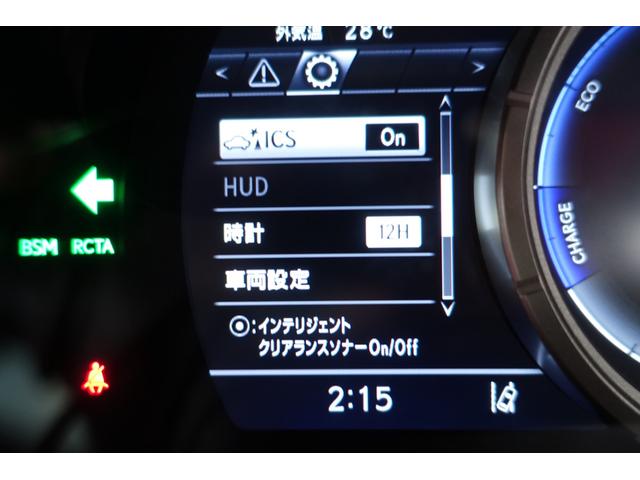 外気温 28℃
ICS On
HUD
時計 12H
車両設定
◎:インテリジェント
クリアランスソナーOn/Off
2:15
BSM RCTA
ECO
CHARGE